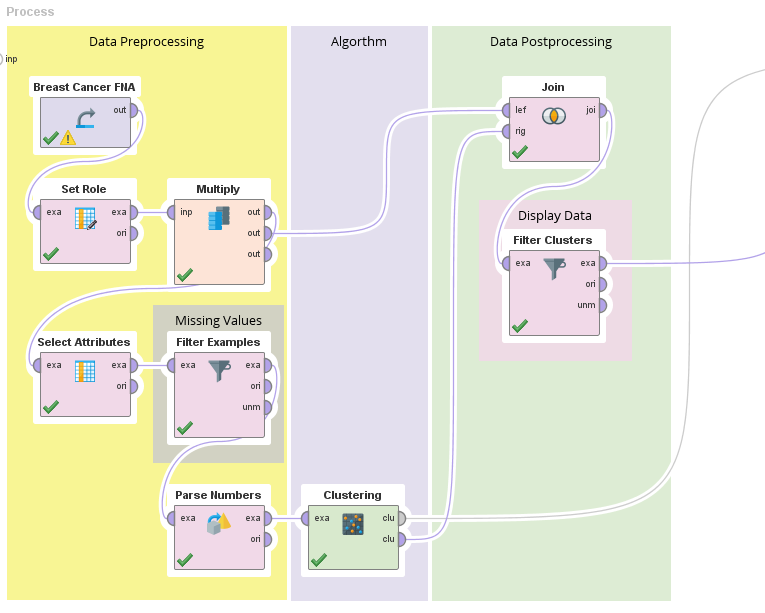 Process
Data Preprocessing
Algorthm
Data Postprocessing
inp
Breast Cancer FNA
out
Join
lef
joi
rig
Set Role
exa
exa
ori
Multiply
inp
out
out
out
Display Data
Filter Clusters
exa
exa
ori
unm
Missing Values
Select Attributes
exa
exa
ori
Filter Examples
exa
exa
ori
unm
Parse Numbers
exa
exa
ori
Clustering
exa
clu
clu